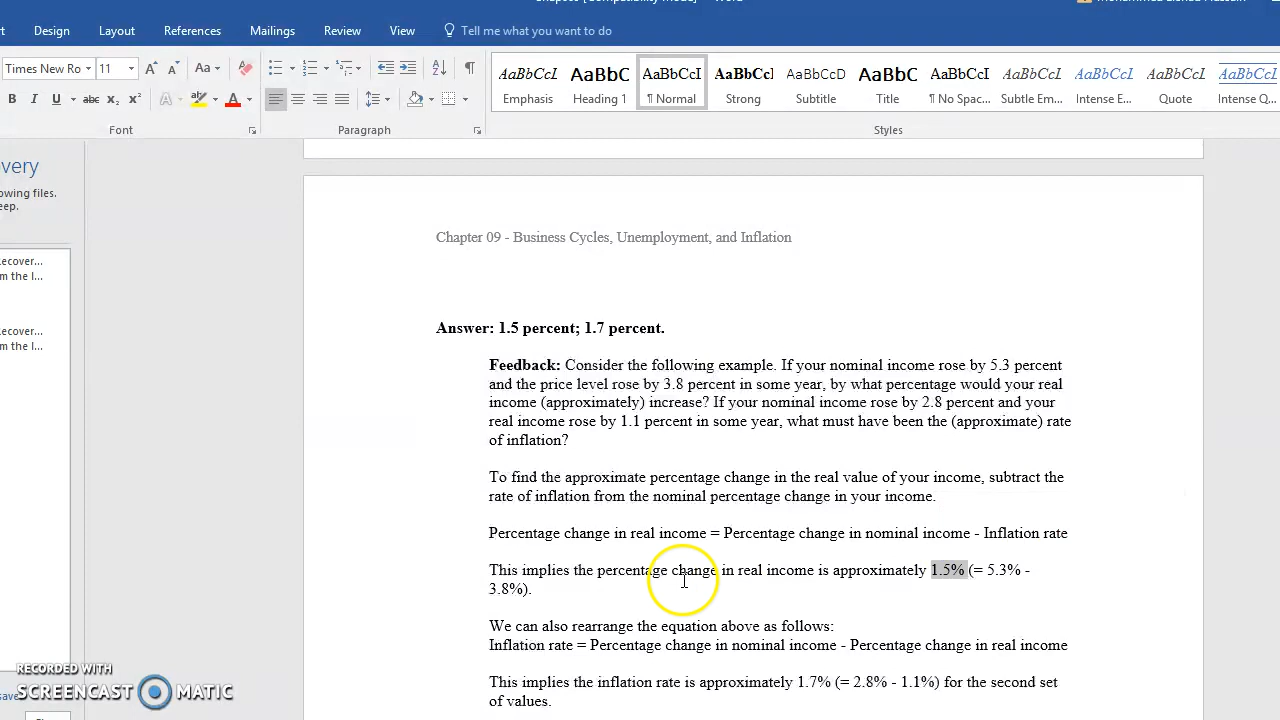 Design Layout References Mailings Review View Tell me what you want to do
Times New Ro 11 Aa
AaBbCcI AaBbC AaBbCcI AaBbCcl AaBbCcD AaBbC AaBbCcI AaBbCcI AaBbCcI AaBbCcI AaBbCcI
B I U abc x₂ x² A A
Emphasis Heading 1 ¶ Normal Strong Subtitle Title ¶ No Spac... Subtle Em... Intense E... Quote Intense Q...
Font Paragraph Styles
very
owing files.
eep.
Recover...
m the l...
Recover...
m the l...
Chapter 09 - Business Cycles, Unemployment, and Inflation
Answer: 1.5 percent; 1.7 percent.
Feedback: Consider the following example. If your nominal income rose by 5.3 percent
and the price level rose by 3.8 percent in some year, by what percentage would your real
income (approximately) increase? If your nominal income rose by 2.8 percent and your
real income rose by 1.1 percent in some year, what must have been the (approximate) rate
of inflation?
To find the approximate percentage change in the real value of your income, subtract the
rate of inflation from the nominal percentage change in your income.
Percentage change in real income = Percentage change in nominal income - Inflation rate
This implies the percentage change in real income is approximately 1.5% (= 5.3% -
3.8%).
We can also rearrange the equation above as follows:
Inflation rate = Percentage change in nominal income - Percentage change in real income
This implies the inflation rate is approximately 1.7% (= 2.8% - 1.1%) for the second set
of values.
RECORDED WITH
SCREENCAST MATIC